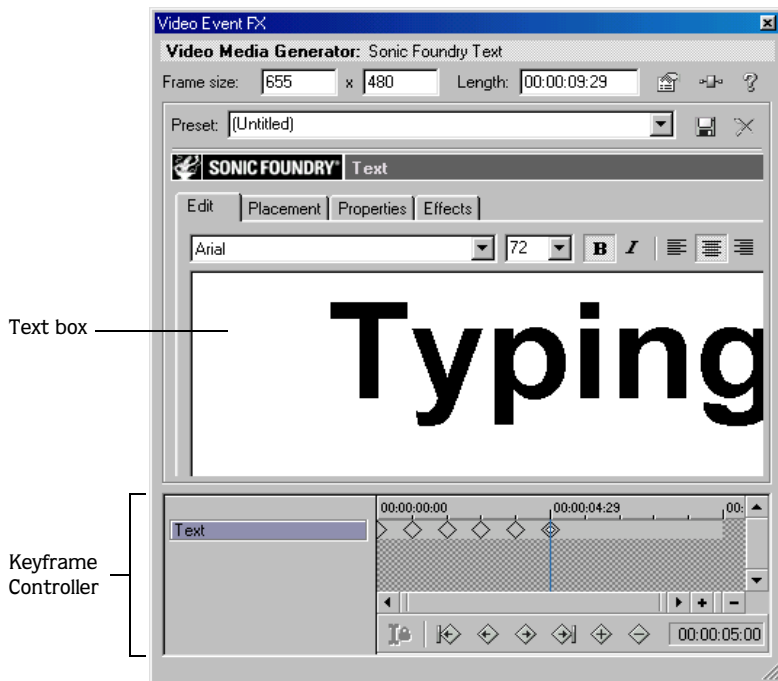 Video Event FX
Video Media Generator: Sonic Foundry Text
Frame size: 655 x 480 Length: 00:00:09:29
Preset: (Untitled)
SONIC FOUNDRY Text
Edit Placement Properties Effects
Arial 72 B I
Text box
Typing
00:00:00:00 00:00:04:29 00:
Text
Keyframe
Controller
00:00:05:00